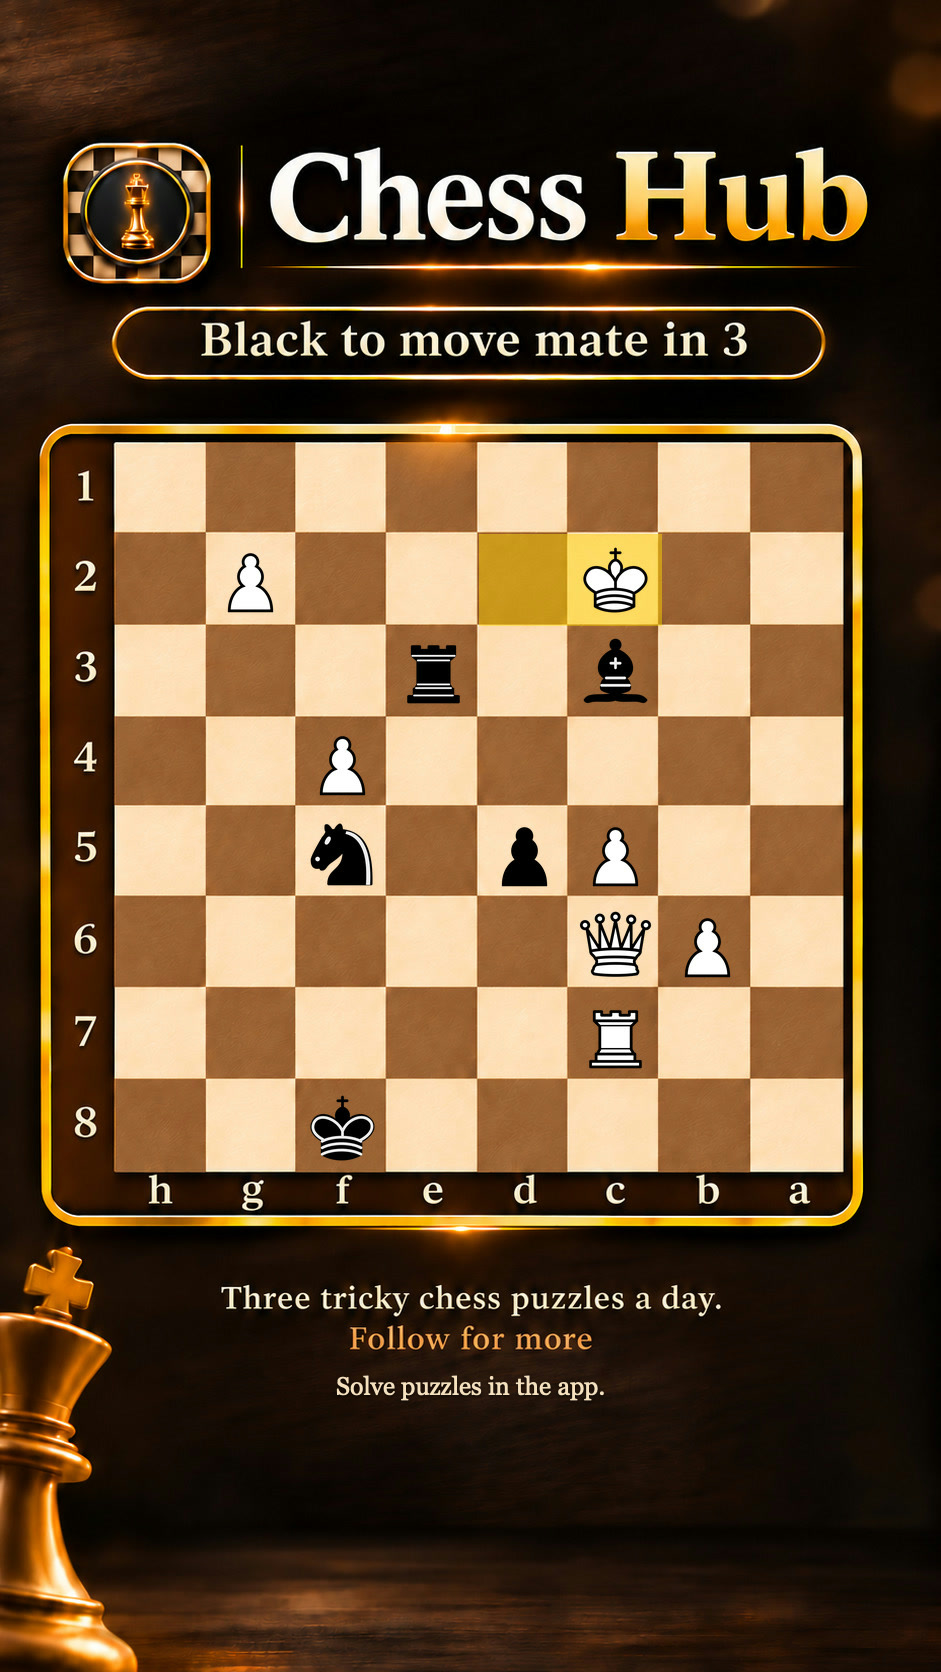 Chess Hub
Black to move mate in 3
1
2
3
4
5
6
7
8
h g f e d c b a
Three tricky chess puzzles a day.
Follow for more
Solve puzzles in the app.